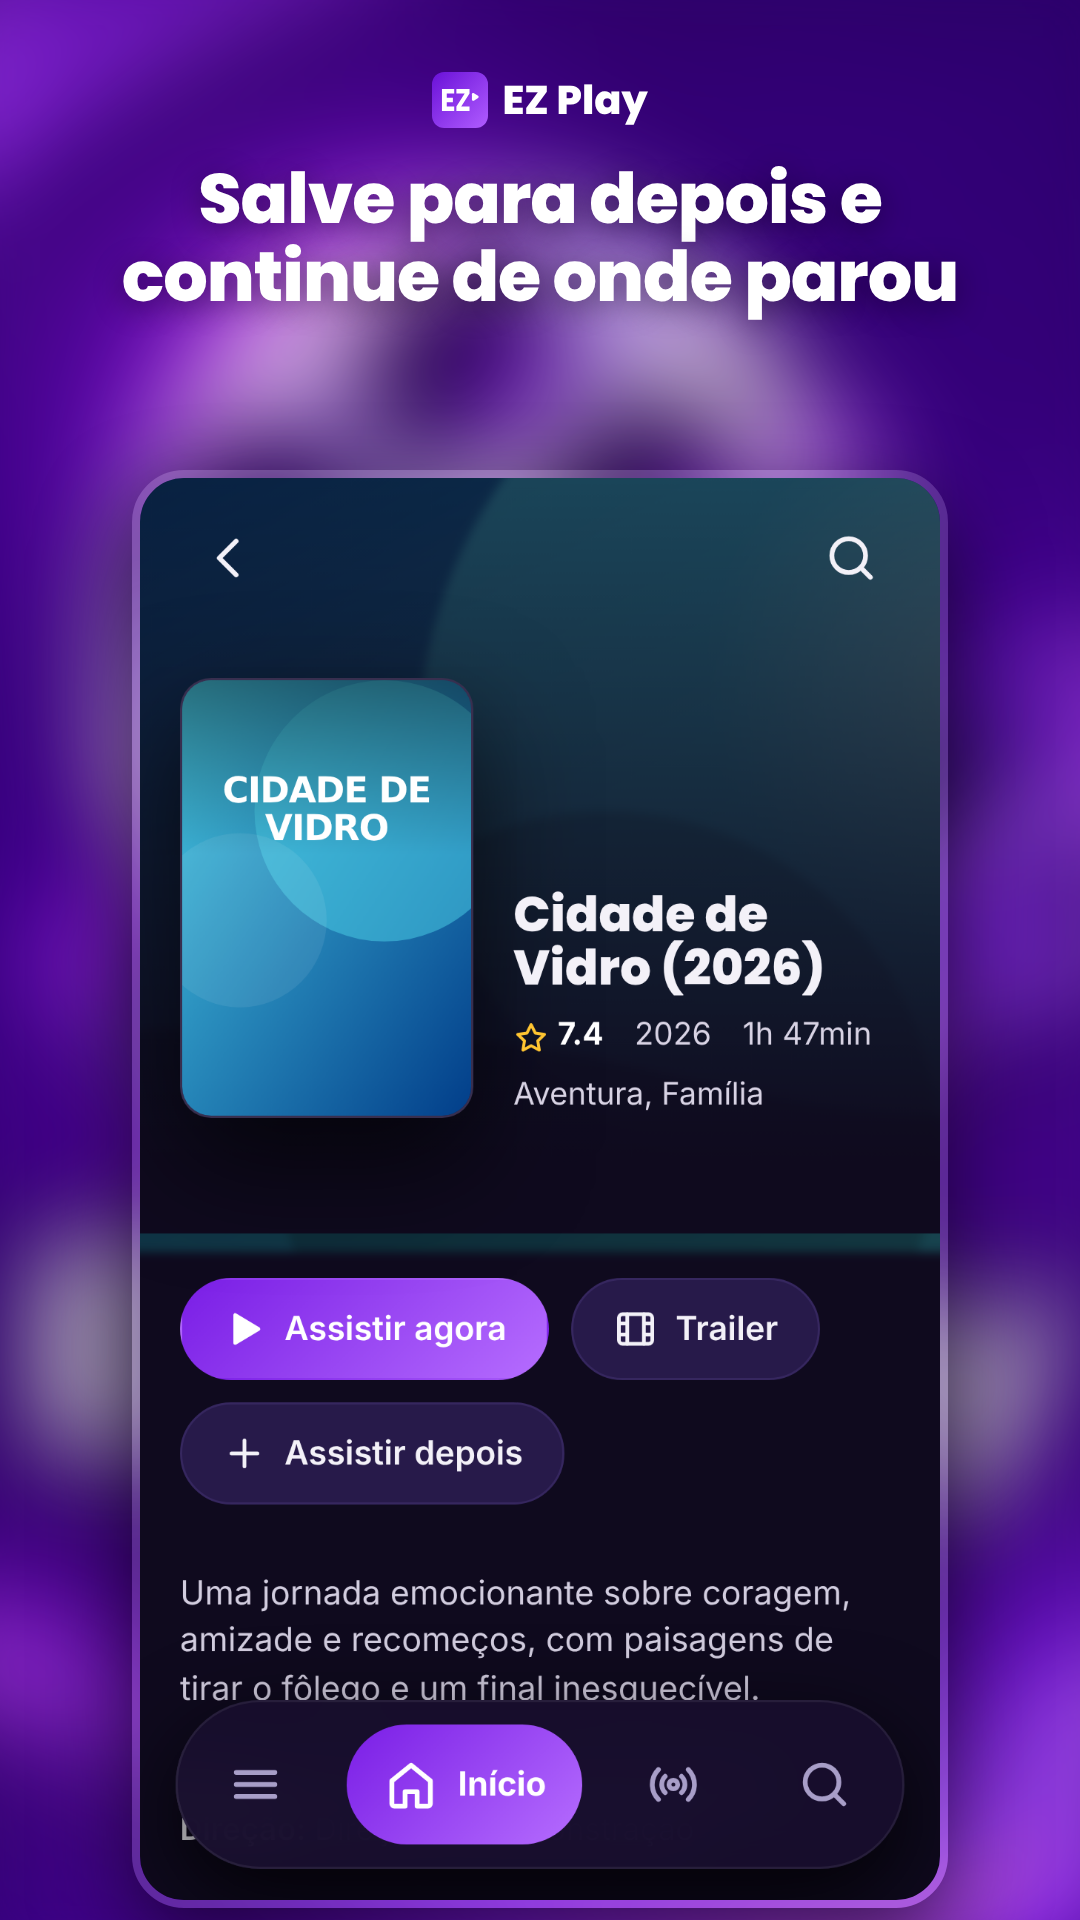 EZ
EZ Play
Salve para depois e
continue de onde parou
CIDADE DE
VIDRO
Cidade de
Vidro (2026)
7.4 2026 1h 47min
Aventura, Família
Assistir agora
Trailer
Assistir depois
Uma jornada emocionante sobre coragem,
amizade e recomeços, com paisagens de
tirar o fôlego e um final inesquecível.
Início